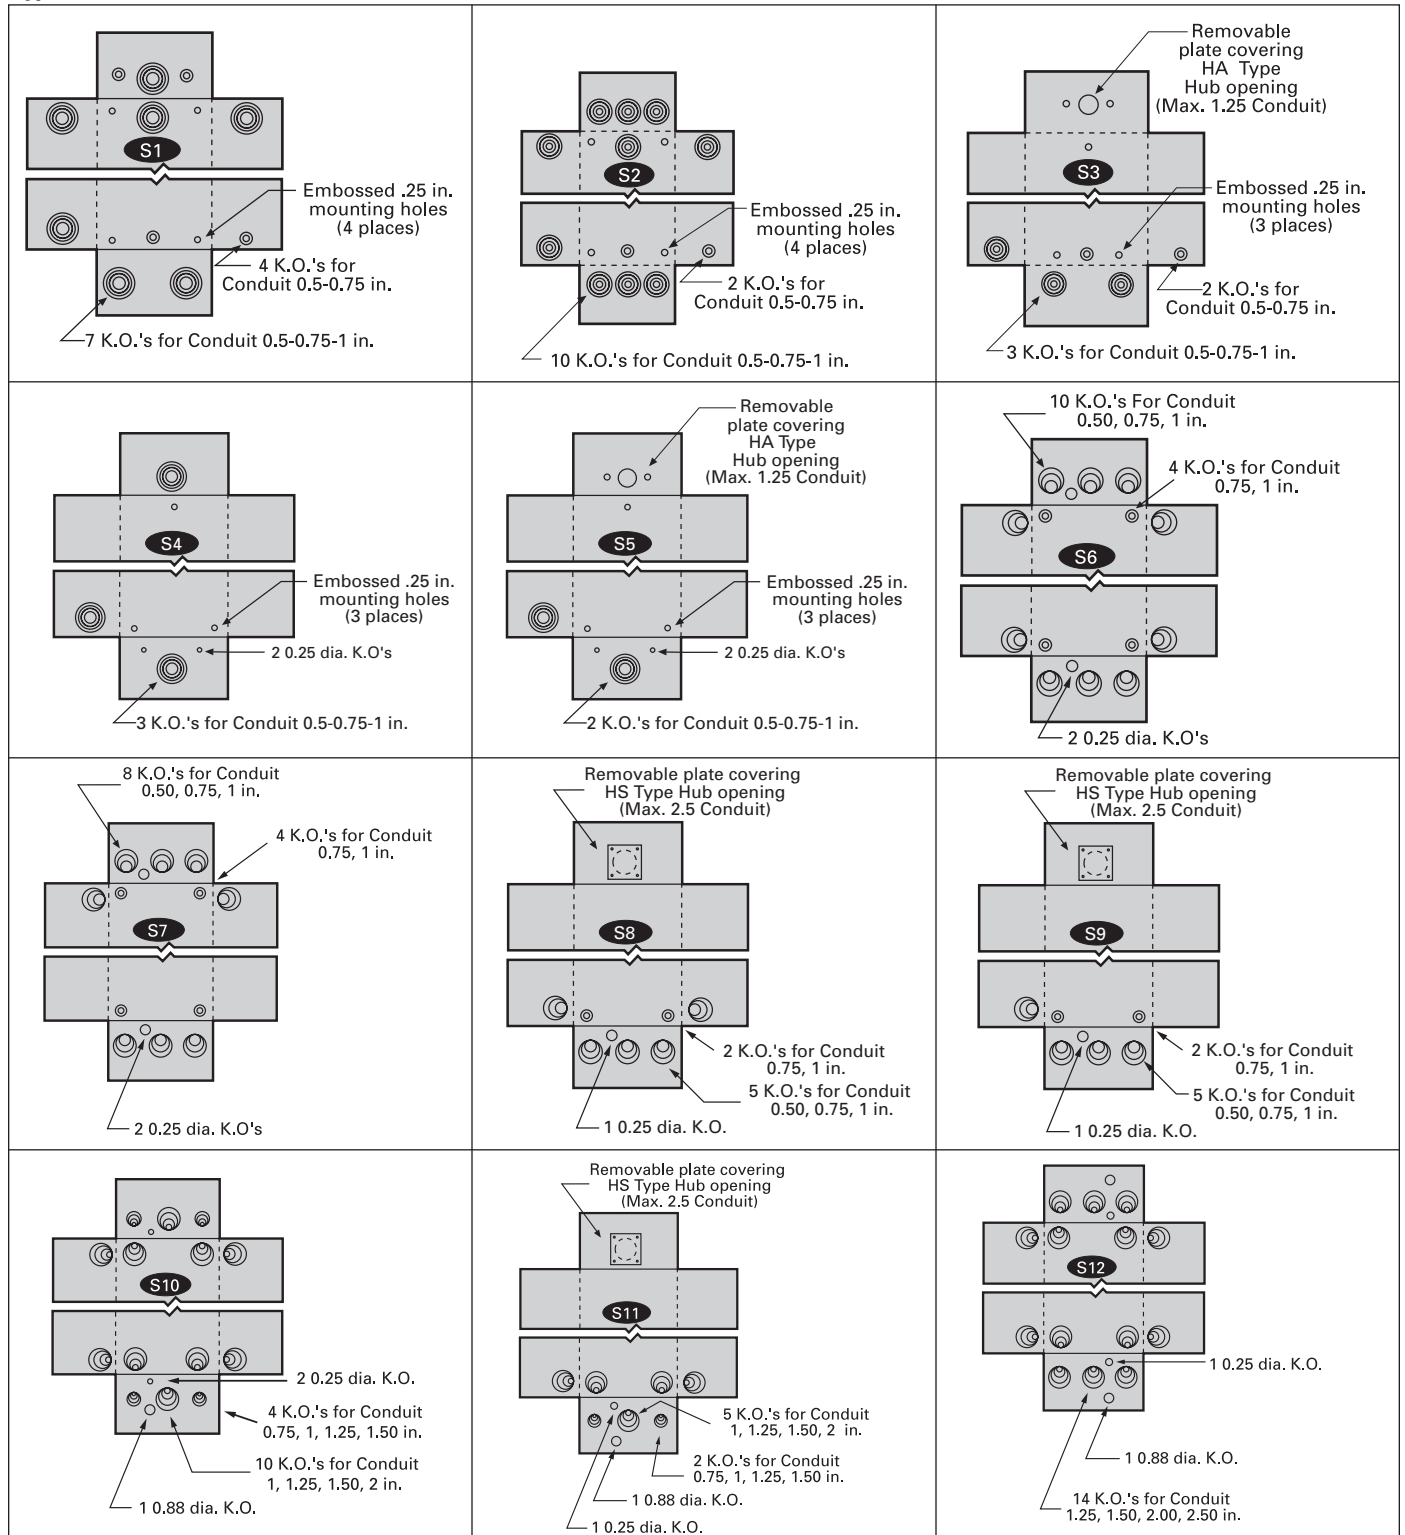 S1
Embossed .25 in.
mounting holes
(4 places)
4 K.O.'s for
Conduit 0.5-0.75 in.
7 K.O.'s for Conduit 0.5-0.75-1 in.
S2
Embossed .25 in.
mounting holes
(4 places)
2 K.O.'s for
Conduit 0.5-0.75 in.
10 K.O.'s for Conduit 0.5-0.75-1 in.
Removable
plate covering
HA Type
Hub opening
(Max. 1.25 Conduit)
S3
Embossed .25 in.
mounting holes
(3 places)
2 K.O.'s for
Conduit 0.5-0.75 in.
3 K.O.'s for Conduit 0.5-0.75-1 in.
S4
Embossed .25 in.
mounting holes
(3 places)
2 0.25 dia. K.O's
3 K.O.'s for Conduit 0.5-0.75-1 in.
Removable
plate covering
HA Type
Hub opening
(Max. 1.25 Conduit)
S5
Embossed .25 in.
mounting holes
(3 places)
2 0.25 dia. K.O's
2 K.O.'s for Conduit 0.5-0.75-1 in.
10 K.O.'s For Conduit
0.50, 0.75, 1 in.
4 K.O.'s for Conduit
0.75, 1 in.
S6
2 0.25 dia. K.O's
8 K.O.'s for Conduit
0.50, 0.75, 1 in.
4 K.O.'s for Conduit
0.75, 1 in.
S7
2 0.25 dia. K.O's
Removable plate covering
HS Type Hub opening
(Max. 2.5 Conduit)
S8
2 K.O.'s for Conduit
0.75, 1 in.
5 K.O.'s for Conduit
0.50, 0.75, 1 in.
1 0.25 dia. K.O.
Removable plate covering
HS Type Hub opening
(Max. 2.5 Conduit)
S9
2 K.O.'s for Conduit
0.75, 1 in.
5 K.O.'s for Conduit
0.50, 0.75, 1 in.
1 0.25 dia. K.O.
S10
2 0.25 dia. K.O.
4 K.O.'s for Conduit
0.75, 1, 1.25, 1.50 in.
10 K.O.'s for Conduit
1, 1.25, 1.50, 2 in.
1 0.88 dia. K.O.
Removable plate covering
HS Type Hub opening
(Max. 2.5 Conduit)
S11
5 K.O.'s for Conduit
1, 1.25, 1.50, 2 in.
2 K.O.'s for Conduit
0.75, 1, 1.25, 1.50 in.
1 0.88 dia. K.O.
1 0.25 dia. K.O.
S12
1 0.25 dia. K.O.
1 0.88 dia. K.O.
14 K.O.'s for Conduit
1.25, 1.50, 2.00, 2.50 in.